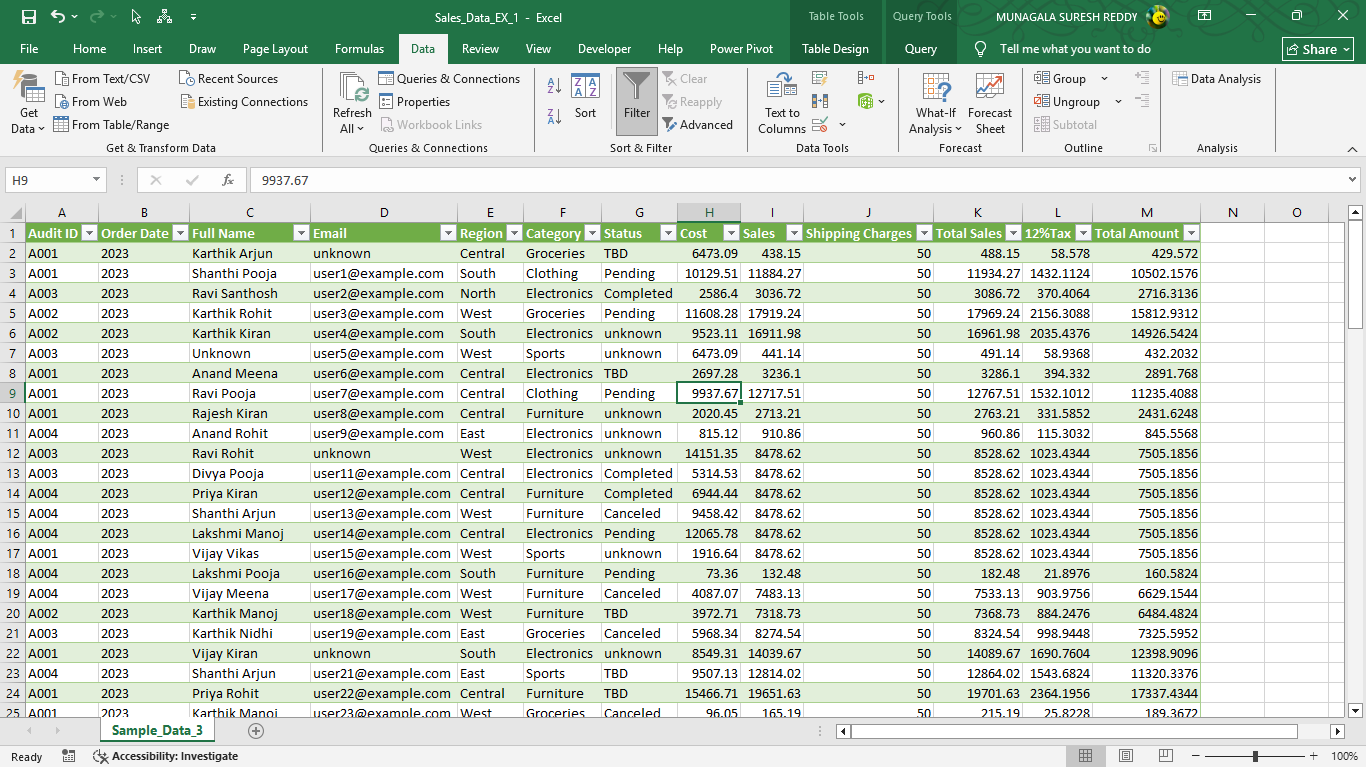 Sales_Data_EX_1 - Excel
Table Tools
Query Tools
MUNAGALA SURESH REDDY
File Home Insert Draw Page Layout Formulas Data Review View Developer Help Power Pivot Table Design Query Tell me what you want to do Share
Get Data
From Text/CSV
From Web
From Table/Range
Recent Sources
Existing Connections
Get & Transform Data
Refresh All
Queries & Connections
Properties
Workbook Links
Queries & Connections
Sort
Filter
Clear
Reapply
Advanced
Sort & Filter
Text to Columns
Data Tools
What-If Analysis
Forecast Sheet
Forecast
Group
Ungroup
Subtotal
Outline
Data Analysis
Analysis
H9 fx 9937.67
A B C D E F G H I J K L M N O
1 Audit ID Order Date Full Name Email Region Category Status Cost Sales Shipping Charges Total Sales 12%Tax Total Amount
2 A001 2023 Karthik Arjun unknown Central Groceries TBD 6473.09 438.15 50 488.15 58.578 429.572
3 A001 2023 Shanthi Pooja user1@example.com South Clothing Pending 10129.51 11884.27 50 11934.27 1432.1124 10502.1576
4 A003 2023 Ravi Santhosh user2@example.com North Electronics Completed 2586.4 3036.72 50 3086.72 370.4064 2716.3136
5 A002 2023 Karthik Rohit user3@example.com West Groceries Pending 11608.28 17919.24 50 17969.24 2156.3088 15812.9312
6 A002 2023 Karthik Kiran user4@example.com South Electronics unknown 9523.11 16911.98 50 16961.98 2035.4376 14926.5424
7 A003 2023 Unknown user5@example.com West Sports unknown 6473.09 441.14 50 491.14 58.9368 432.2032
8 A001 2023 Anand Meena user6@example.com Central Electronics TBD 2697.28 3236.1 50 3286.1 394.332 2891.768
9 A001 2023 Ravi Pooja user7@example.com Central Clothing Pending 9937.67 12717.51 50 12767.51 1532.1012 11235.4088
10 A001 2023 Rajesh Kiran user8@example.com Central Furniture unknown 2020.45 2713.21 50 2763.21 331.5852 2431.6248
11 A004 2023 Anand Rohit user9@example.com East Electronics unknown 815.12 910.86 50 960.86 115.3032 845.5568
12 A003 2023 Ravi Rohit unknown West Electronics unknown 14151.35 8478.62 50 8528.62 1023.4344 7505.1856
13 A003 2023 Divya Pooja user11@example.com Central Electronics Completed 5314.53 8478.62 50 8528.62 1023.4344 7505.1856
14 A004 2023 Priya Kiran user12@example.com Central Furniture Completed 6944.44 8478.62 50 8528.62 1023.4344 7505.1856
15 A004 2023 Shanthi Arjun user13@example.com West Furniture Canceled 9458.42 8478.62 50 8528.62 1023.4344 7505.1856
16 A004 2023 Lakshmi Manoj user14@example.com Central Electronics Pending 12065.78 8478.62 50 8528.62 1023.4344 7505.1856
17 A001 2023 Vijay Vikas user15@example.com West Sports unknown 1916.64 8478.62 50 8528.62 1023.4344 7505.1856
18 A004 2023 Lakshmi Pooja user16@example.com South Furniture Pending 73.36 132.48 50 182.48 21.8976 160.5824
19 A004 2023 Vijay Meena user17@example.com West Furniture Canceled 4087.07 7483.13 50 7533.13 903.9756 6629.1544
20 A002 2023 Karthik Manoj user18@example.com West Furniture TBD 3972.71 7318.73 50 7368.73 884.2476 6484.4824
21 A003 2023 Karthik Nidhi user19@example.com East Groceries Canceled 5968.34 8274.54 50 8324.54 998.9448 7325.5952
22 A001 2023 Vijay Kiran unknown South Electronics unknown 8549.31 14039.67 50 14089.67 1690.7604 12398.9096
23 A004 2023 Shanthi Arjun user21@example.com East Sports TBD 9507.13 12814.02 50 12864.02 1543.6824 11320.3376
24 A001 2023 Priya Rohit user22@example.com Central Furniture TBD 15466.71 19651.63 50 19701.63 2364.1956 17337.4344
25 A001 2023 Karthik Manoj user23@example.com West Groceries Canceled 96.05 165.19 50 215.19 25.8228 189.3672
Sample_Data_3
Ready Accessibility: Investigate 100%